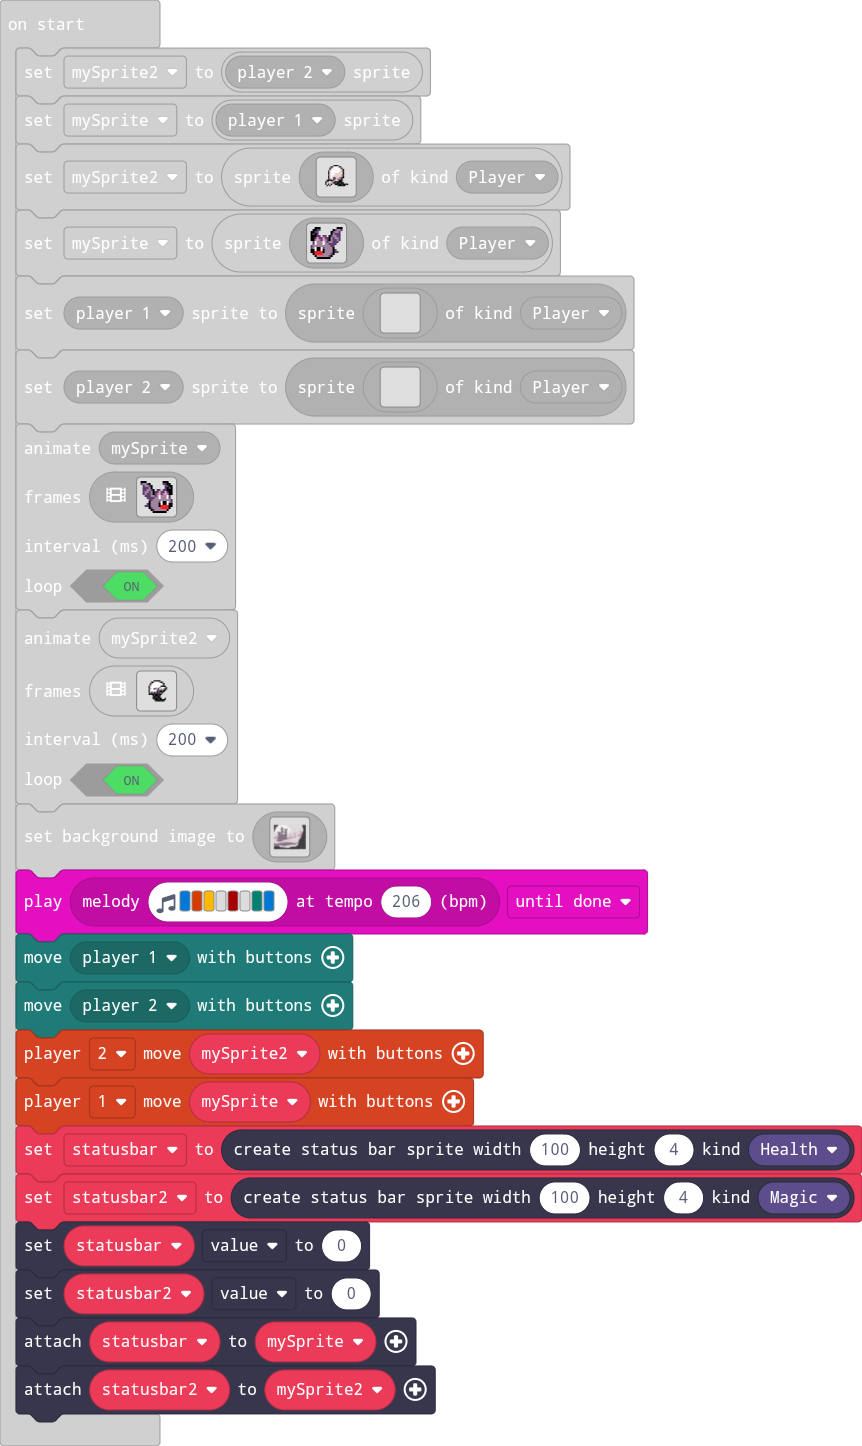 on start
set mySprite2 to player 2 sprite
set mySprite to player 1 sprite
set mySprite2 to sprite of kind Player
set mySprite to sprite of kind Player
set player 1 sprite to sprite of kind Player
set player 2 sprite to sprite of kind Player
animate mySprite
frames
interval (ms) 200
loop ON
animate mySprite2
frames
interval (ms) 200
loop ON
set background image to
play melody at tempo 206 (bpm) until done
move player 1 with buttons
move player 2 with buttons
player 2 move mySprite2 with buttons
player 1 move mySprite with buttons
set statusbar to create status bar sprite width 100 height 4 kind Health
set statusbar2 to create status bar sprite width 100 height 4 kind Magic
set statusbar value to 0
set statusbar2 value to 0
attach statusbar to mySprite
attach statusbar2 to mySprite2